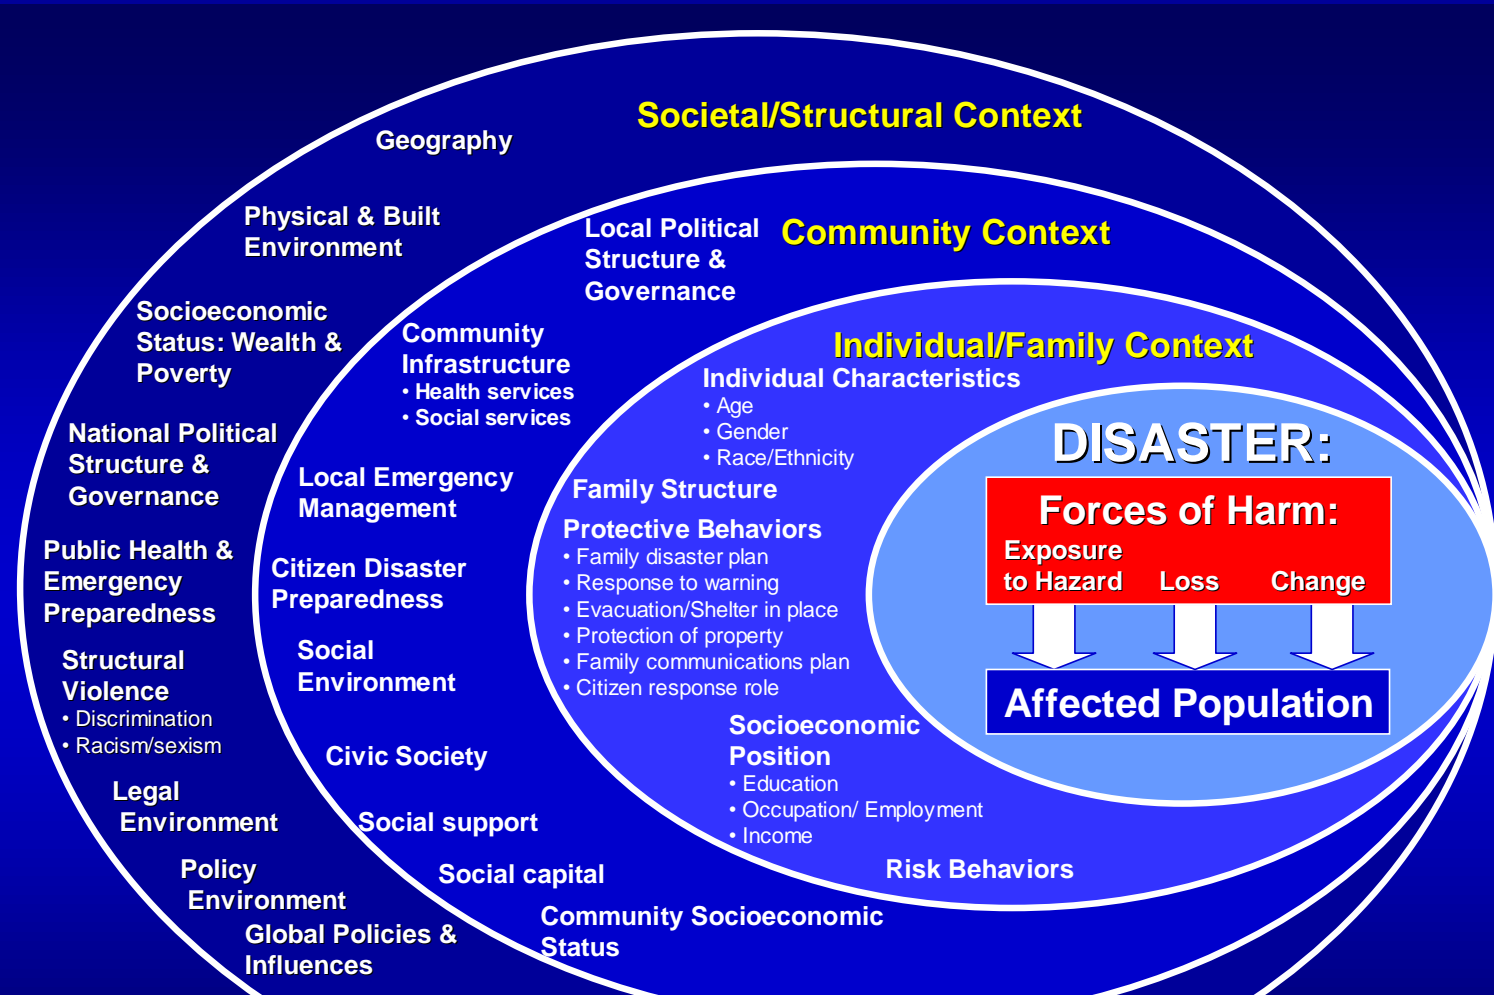 Societal/Structural Context
Geography
Physical & Built
Environment
Socioeconomic
Status: Wealth &
Poverty
National Political
Structure &
Governance
Public Health &
Emergency
Preparedness
Structural
Violence
• Discrimination
• Racism/sexism
Legal
Environment
Policy
Environment
Global Policies &
Influences
Community Context
Local Political
Structure &
Governance
Community
Infrastructure
• Health services
• Social services
Local Emergency
Management
Citizen Disaster
Preparedness
Social
Environment
Civic Society
Social support
Social capital
Community Socioeconomic
Status
Individual/Family Context
Individual Characteristics
• Age
• Gender
• Race/Ethnicity
Family Structure
Protective Behaviors
• Family disaster plan
• Response to warning
• Evacuation/Shelter in place
• Protection of property
• Family communications plan
• Citizen response role
Socioeconomic
Position
• Education
• Occupation/ Employment
• Income
Risk Behaviors
DISASTER:
Forces of Harm:
Exposure
to Hazard Loss Change
Affected Population